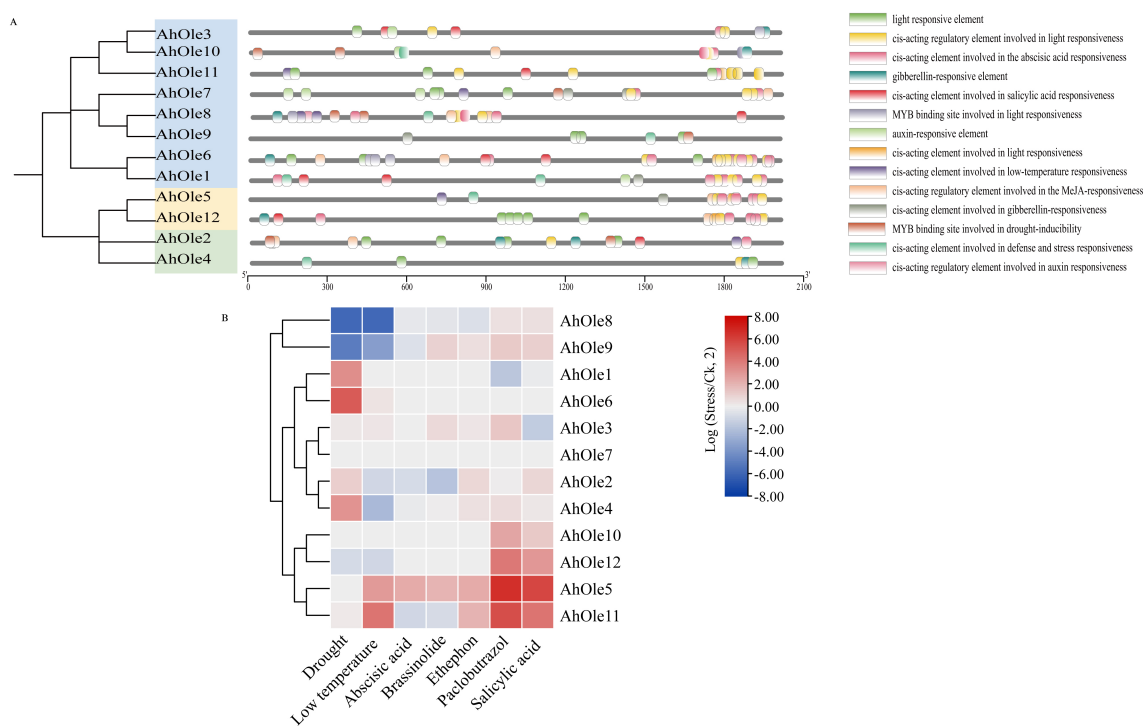 A
AhOle3
AhOle10
AhOle11
AhOle7
AhOle8
AhOle9
AhOle6
AhOle1
AhOle5
AhOle12
AhOle2
AhOle4
5'
3'
0 300 600 900 1200 1500 1800 2100
light responsive element
cis-acting regulatory element involved in light responsiveness
cis-acting element involved in the abscisic acid responsiveness
gibberellin-responsive element
cis-acting element involved in salicylic acid responsiveness
MYB binding site involved in light responsiveness
auxin-responsive element
cis-acting element involved in light responsiveness
cis-acting element involved in low-temperature responsiveness
cis-acting regulatory element involved in the MeJA-responsiveness
cis-acting element involved in gibberellin-responsiveness
MYB binding site involved in drought-inducibility
cis-acting element involved in defense and stress responsiveness
cis-acting regulatory element involved in auxin responsiveness
B
AhOle8
AhOle9
AhOle1
AhOle6
AhOle3
AhOle7
AhOle2
AhOle4
AhOle10
AhOle12
AhOle5
AhOle11
Drought
Low temperature
Abscisic acid
Brassinolide
Ethephon
Paclobutrazol
Salicylic acid
Log (Stress/Ck, 2)
8.00
6.00
4.00
2.00
0.00
-2.00
-4.00
-6.00
-8.00